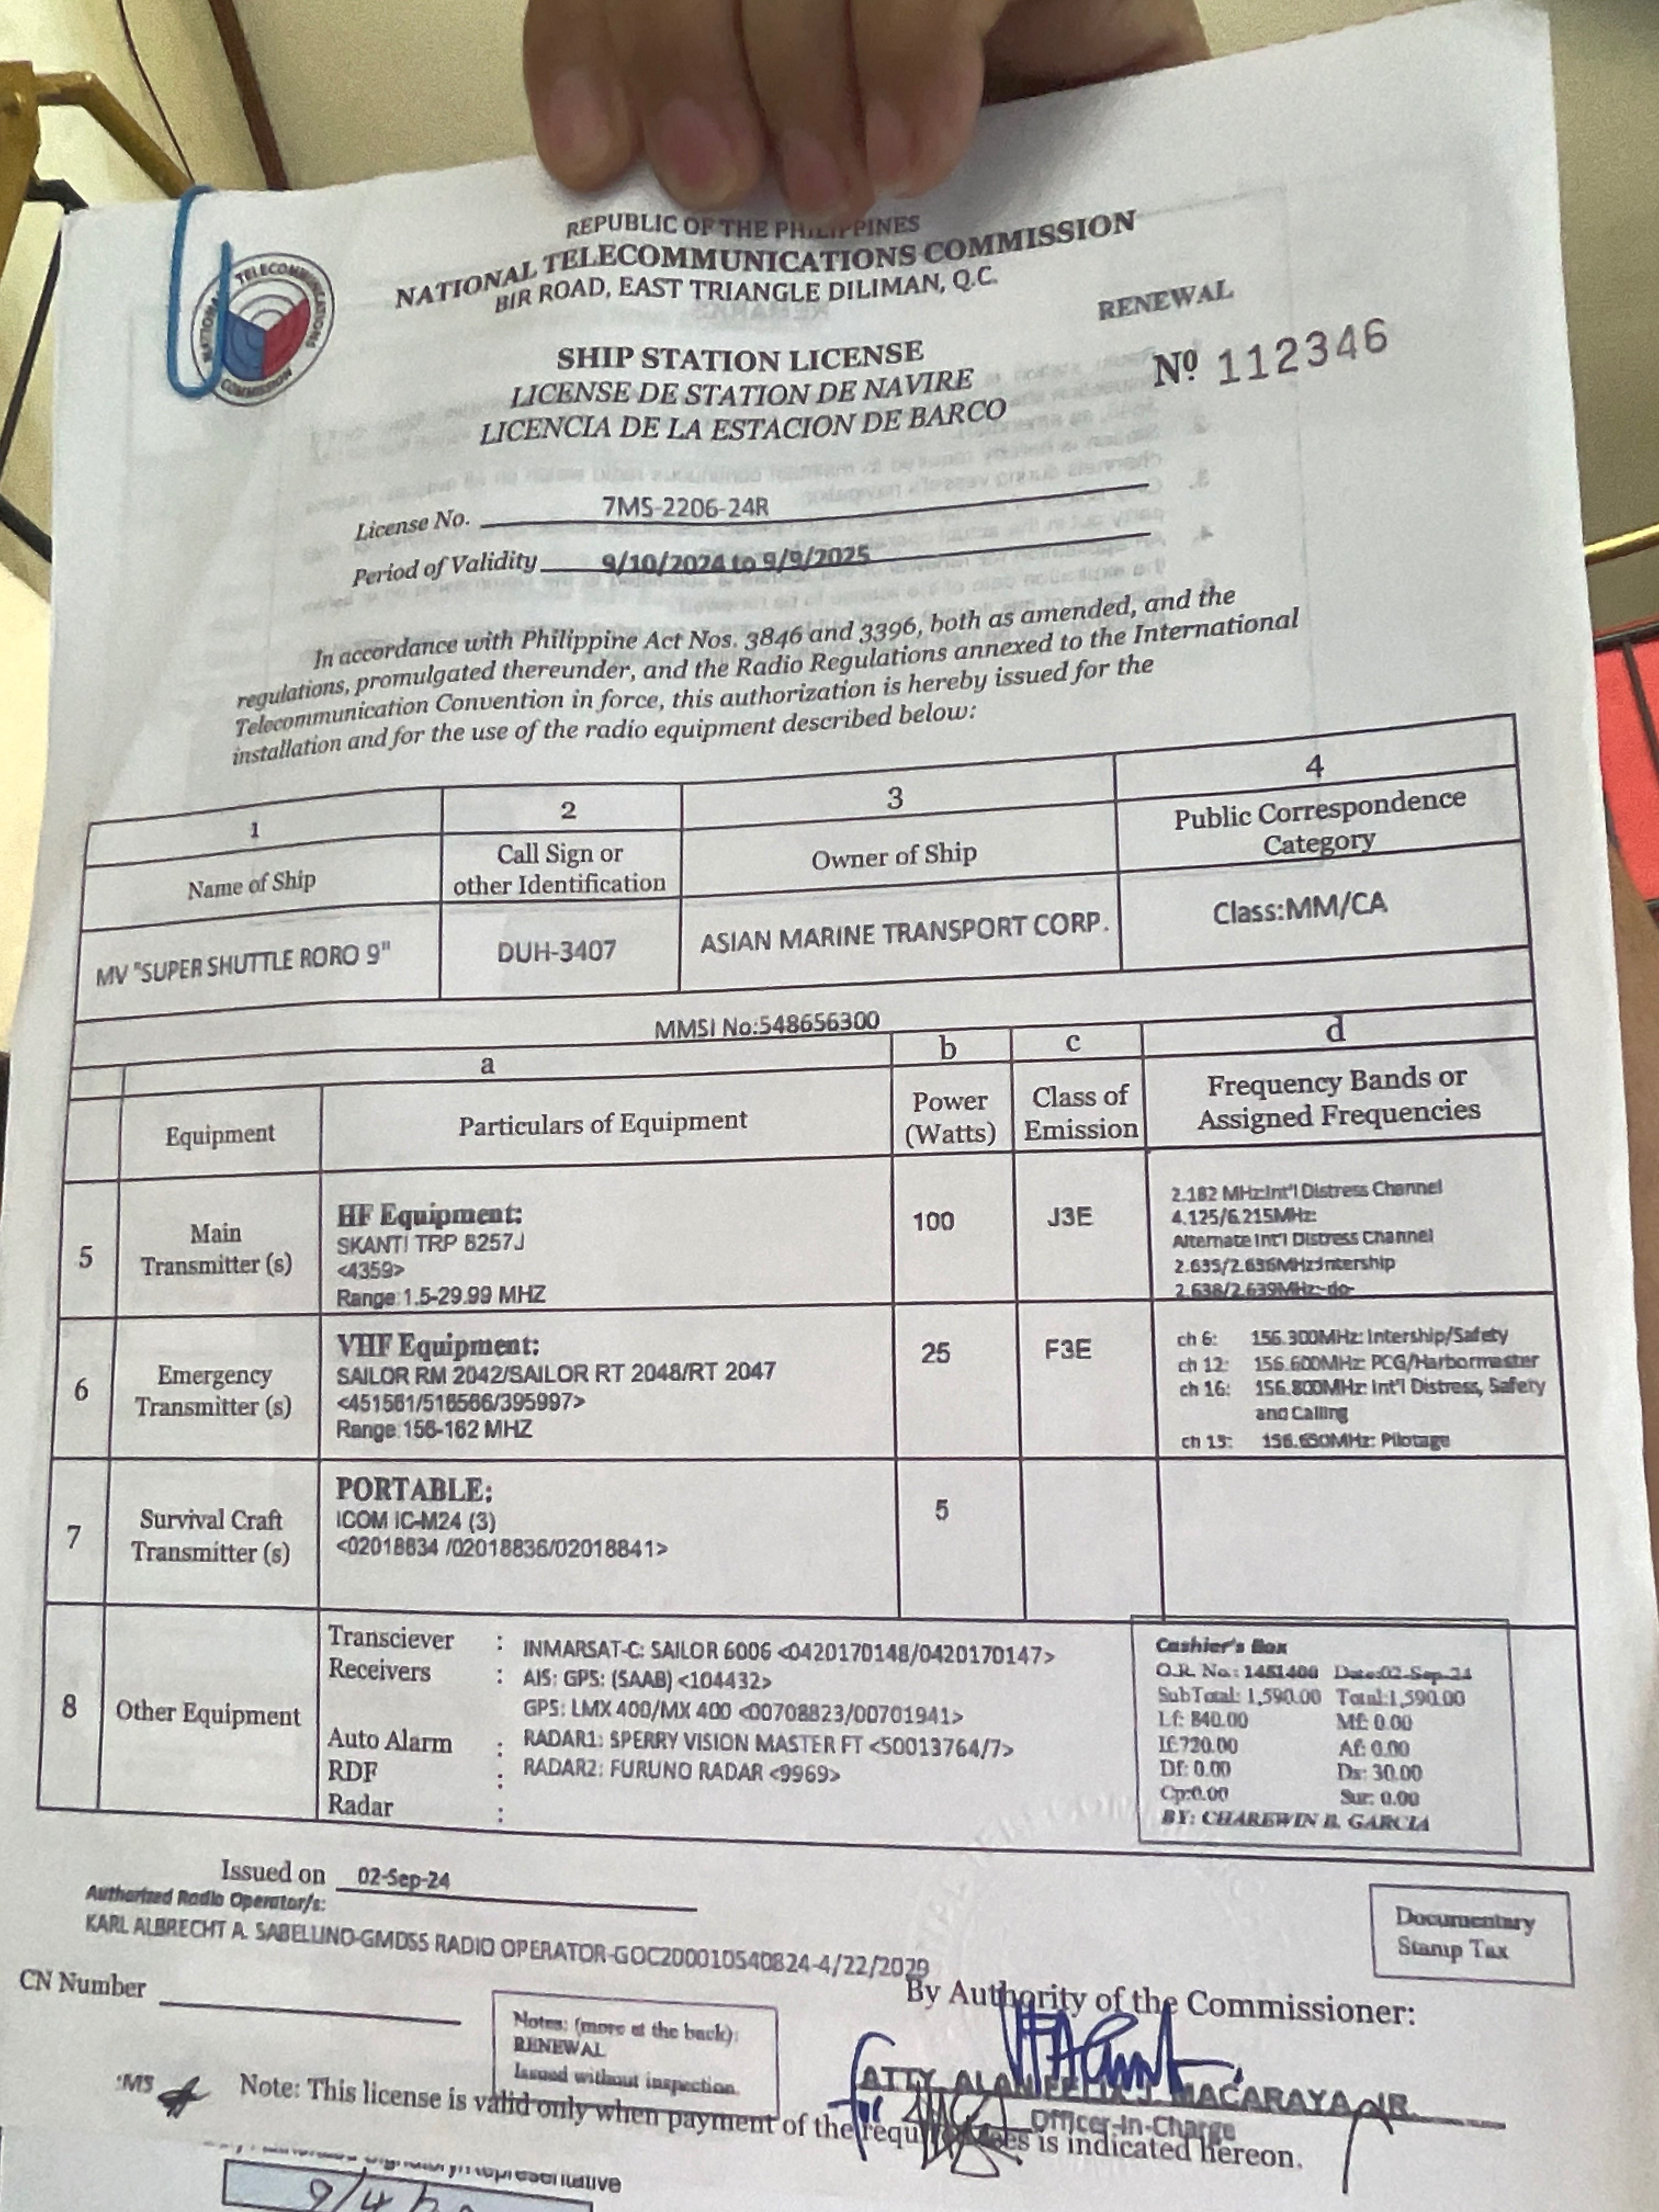 REPUBLIC OF THE PHILIPPINES
NATIONAL TELECOMMUNICATIONS COMMISSION
BIR ROAD, EAST TRIANGLE DILIMAN, Q.C.
NATIONAL TELECOMMUNICATIONS COMMISSION
RENEWAL
SHIP STATION LICENSE
Nº 112346
LICENSE DE STATION DE NAVIRE
LICENCIA DE LA ESTACION DE BARCO
License No. 7MS-2206-24R
Period of Validity 9/10/2024 to 9/9/2025
In accordance with Philippine Act Nos. 3846 and 3396, both as amended, and the
regulations, promulgated thereunder, and the Radio Regulations annexed to the International
Telecommunication Convention in force, this authorization is hereby issued for the
installation and for the use of the radio equipment described below:
1 2 3 4
Name of Ship
Call Sign or
other Identification
Owner of Ship
Public Correspondence
Category
MV "SUPER SHUTTLE RORO 9"
DUH-3407
ASIAN MARINE TRANSPORT CORP.
Class:MM/CA
MMSI No:548656300
a b c d
Equipment
Particulars of Equipment
Power
(Watts)
Class of
Emission
Frequency Bands or
Assigned Frequencies
5
Main
Transmitter (s)
HF Equipment:
SKANTI TRP 8257J
<4359>
Range:1.5-29.99 MHZ
100
J3E
2.182 MHz:Int'l Distress Channel
4.125/6.215MHz:
Alternate Int'l Distress Channel
2.635/2.636MHz:Intership
2.638/2.639MHz:-do-
6
Emergency
Transmitter (s)
VHF Equipment:
SAILOR RM 2042/SAILOR RT 2048/RT 2047
<451561/516566/395997>
Range:156-162 MHZ
25
F3E
ch 6: 156.300MHz: Intership/Safety
ch 12: 156.600MHz: PCG/Harbormaster
ch 16: 156.800MHz: Int'l Distress, Safety
and Calling
ch 13: 156.650MHz: Pilotage
7
Survival Craft
Transmitter (s)
PORTABLE:
ICOM IC-M24 (3)
<02018834 /02018836/02018841>
5
8
Other Equipment
Transciever :
Receivers :
Auto Alarm :
RDF :
Radar :
INMARSAT-C: SAILOR 6006 <0420170148/0420170147>
AIS: GPS: (SAAB) <104432>
GPS: LMX 400/MX 400 <00708823/00701941>
RADAR1: SPERRY VISION MASTER FT <50013764/7>
RADAR2: FURUNO RADAR <9969>
Cashier's Box
O.R. No.: 1451400 Date:02-Sep-24
SubTotal: 1,590.00 Total:1,590.00
Lf: 840.00 Mf: 0.00
If:720.00 Af: 0.00
Df: 0.00 Ds: 30.00
Cp:0.00 Sur: 0.00
BY: CHAREWIN B. GARCIA
Issued on 02-Sep-24
Authorized Radio Operator/s:
KARL ALBRECHT A. SABELLINO-GMDSS RADIO OPERATOR-GOC200010540824-4/22/2029
Documentary
Stamp Tax
CN Number
By Authority of the Commissioner:
Notes: (more at the back):
RENEWAL
Issued without inspection.
ATTY. ALAN FELIX J. MACARAYA, JR.
Officer-In-Charge
Note: This license is valid only when payment of the required fees is indicated hereon.